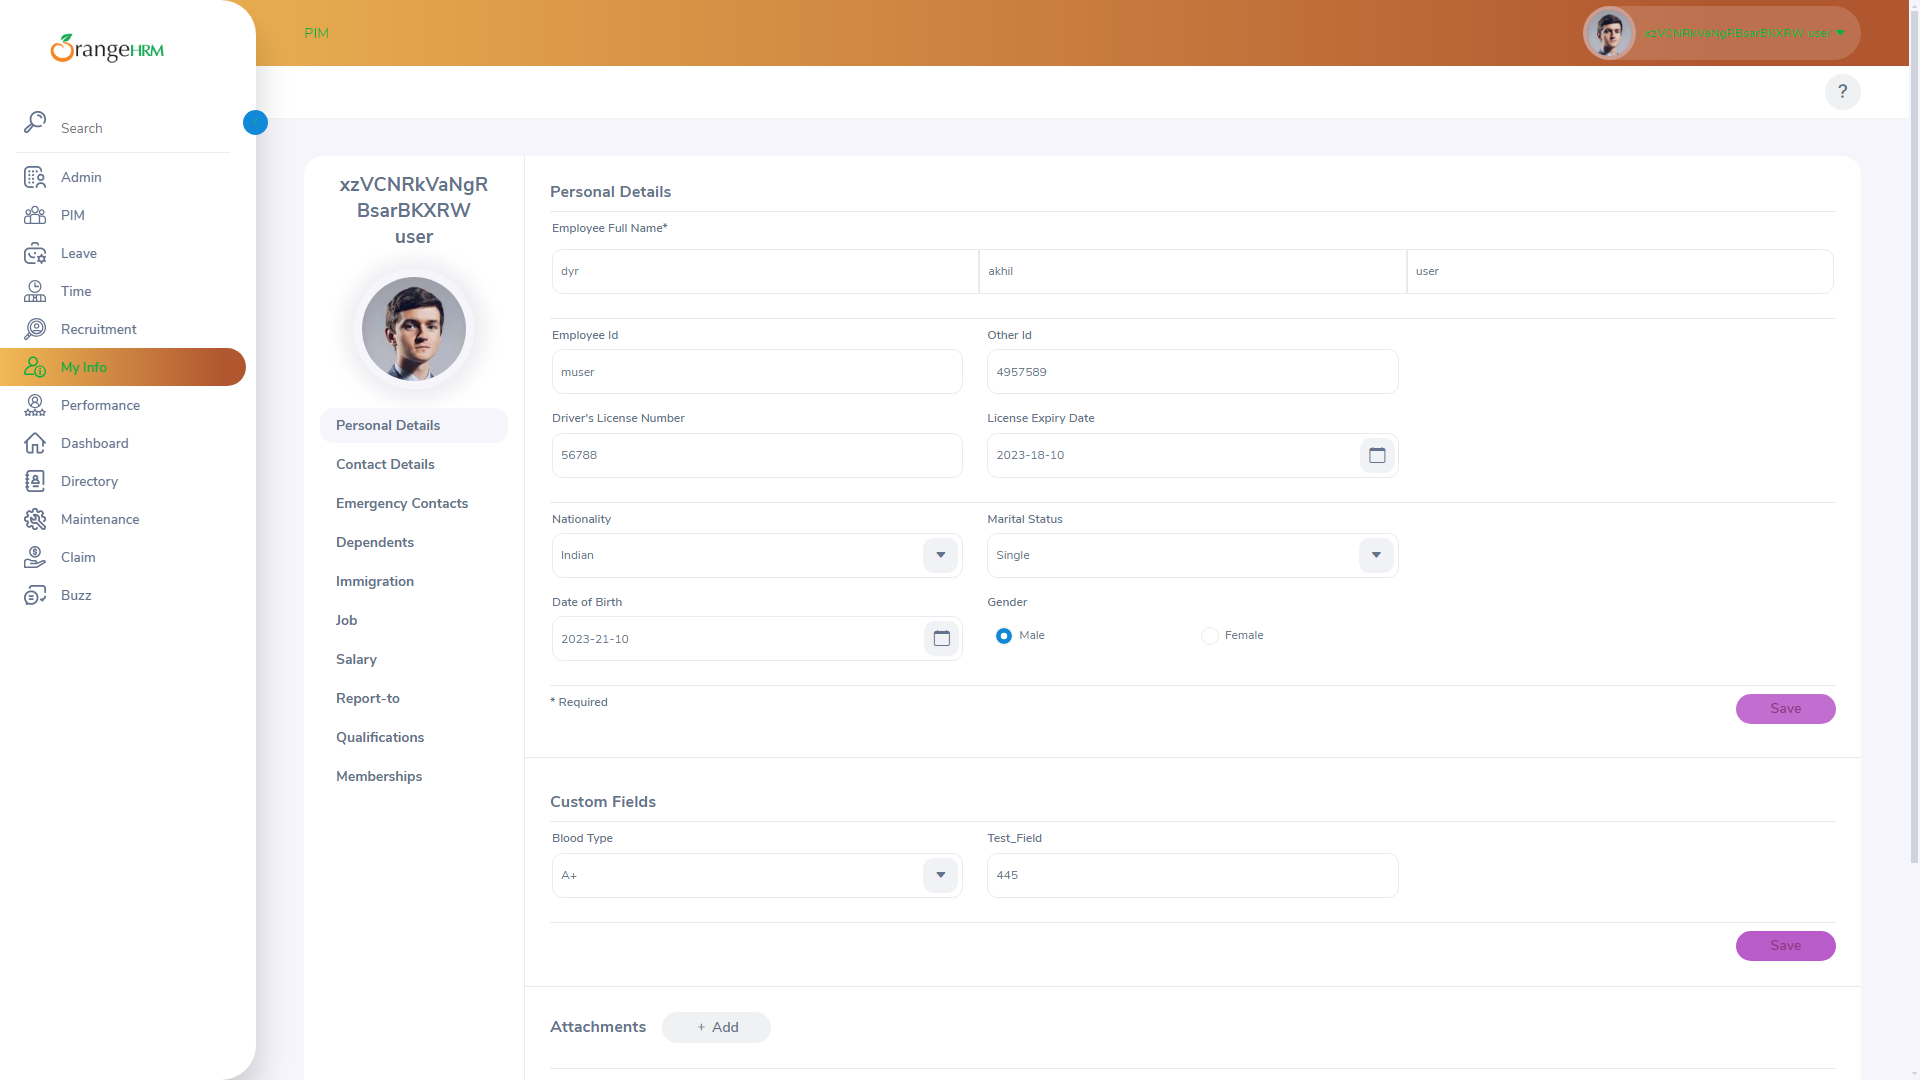 OrangeHRM
PIM
xzVCNRkVaNgRBsarBKXRW user
?
Search
Admin
PIM
Leave
Time
Recruitment
My Info
Performance
Dashboard
Directory
Maintenance
Claim
Buzz
xzVCNRkVaNgR
BsarBKXRW
user
Personal Details
Contact Details
Emergency Contacts
Dependents
Immigration
Job
Salary
Report-to
Qualifications
Memberships
Personal Details
Employee Full Name*
dyr akhil user
Employee Id Other Id
muser 4957589
Driver's License Number License Expiry Date
56788 2023-18-10
Nationality Marital Status
Indian Single
Date of Birth Gender
2023-21-10 Male Female
* Required Save
Custom Fields
Blood Type Test_Field
A+ 445
Save
Attachments + Add